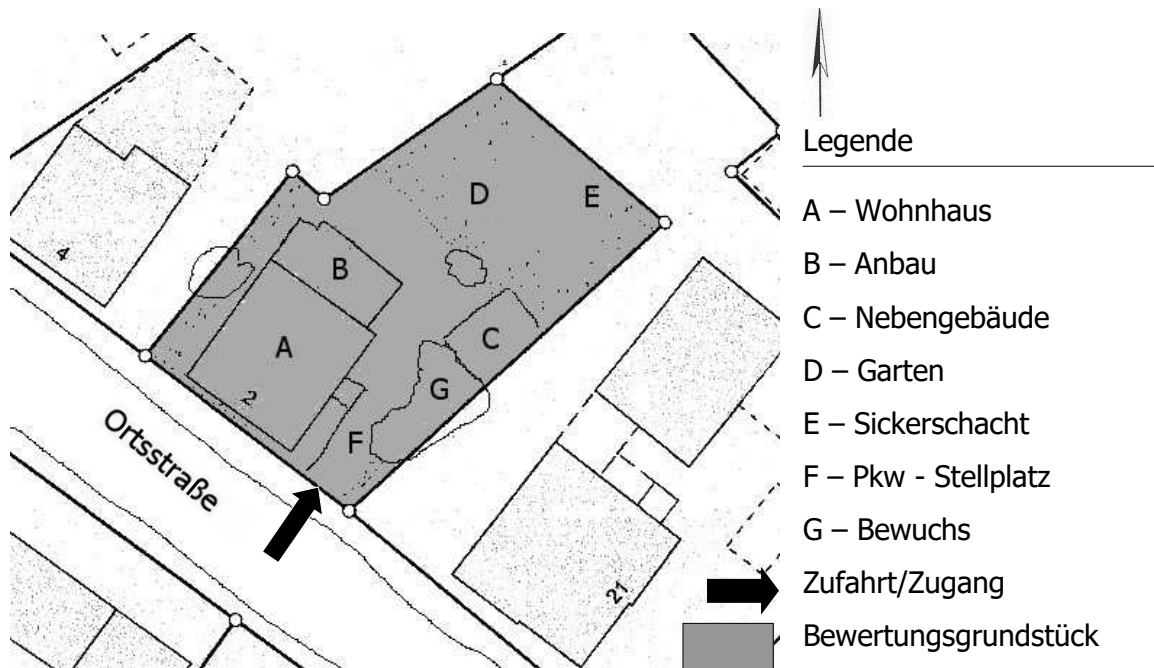 Legende
A – Wohnhaus
B – Anbau
C – Nebengebäude
D – Garten
E – Sickerschacht
F – Pkw - Stellplatz
G – Bewuchs
Zufahrt/Zugang
Bewertungsgrundstück
D
E
B
4
C
A
G
2
F
Ortsstraße
21